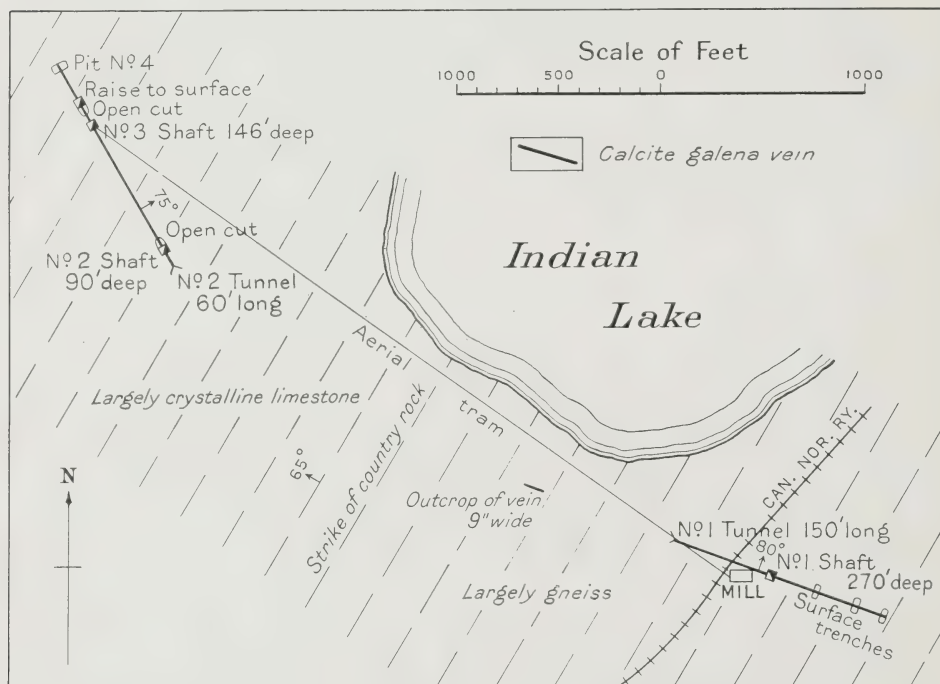 Scale of Feet
1000 500 0 1000
Calcite galena vein
Pit Nº 4
Raise to surface
Open cut
Nº 3 Shaft 146' deep
75°
Open cut
Nº 2 Shaft
90' deep
Nº 2 Tunnel
60' long
Indian
Lake
Aerial tram
Largely crystalline limestone
Strike of country rock
65°
N
Outcrop of vein
9" wide
CAN. NOR. RY.
Nº 1 Tunnel 150' long
80°
Nº 1 Shaft
270' deep
MILL
Largely gneiss
Surface
trenches